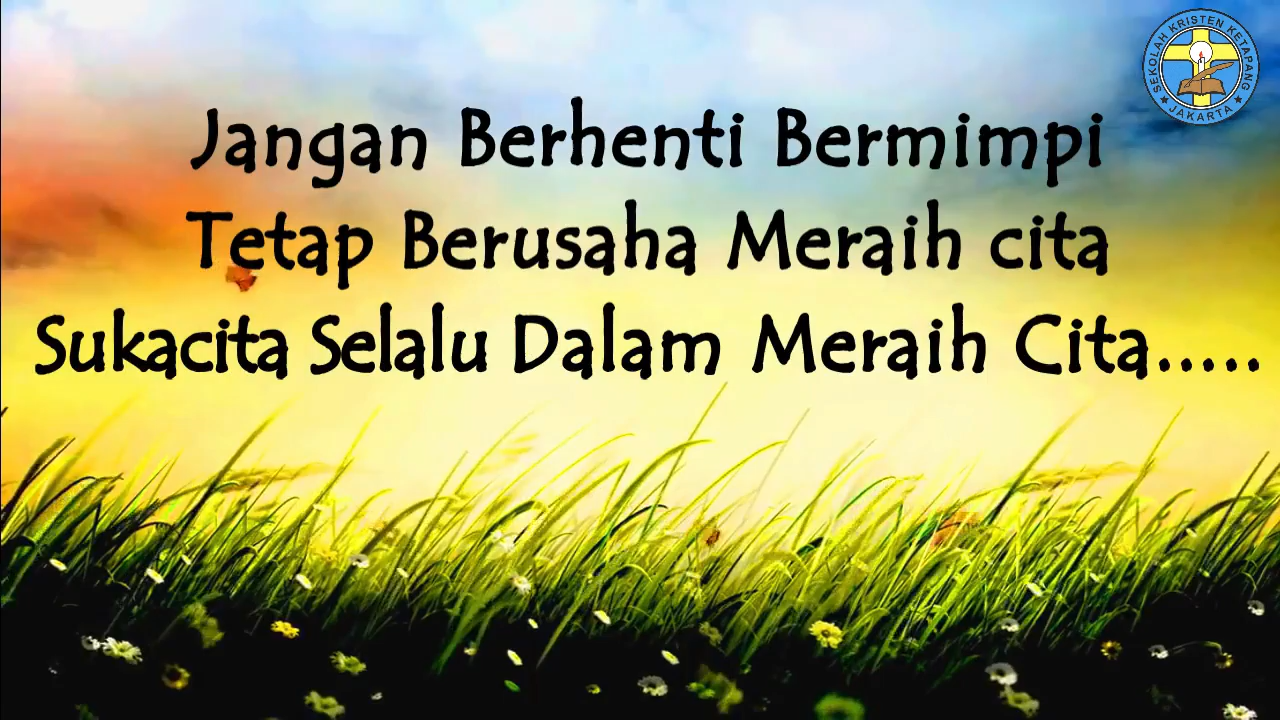 SEKOLAH KRISTEN KETAPANG
JAKARTA
Jangan Berhenti Bermimpi
Tetap Berusaha Meraih cita
Sukacita Selalu Dalam Meraih Cita.....